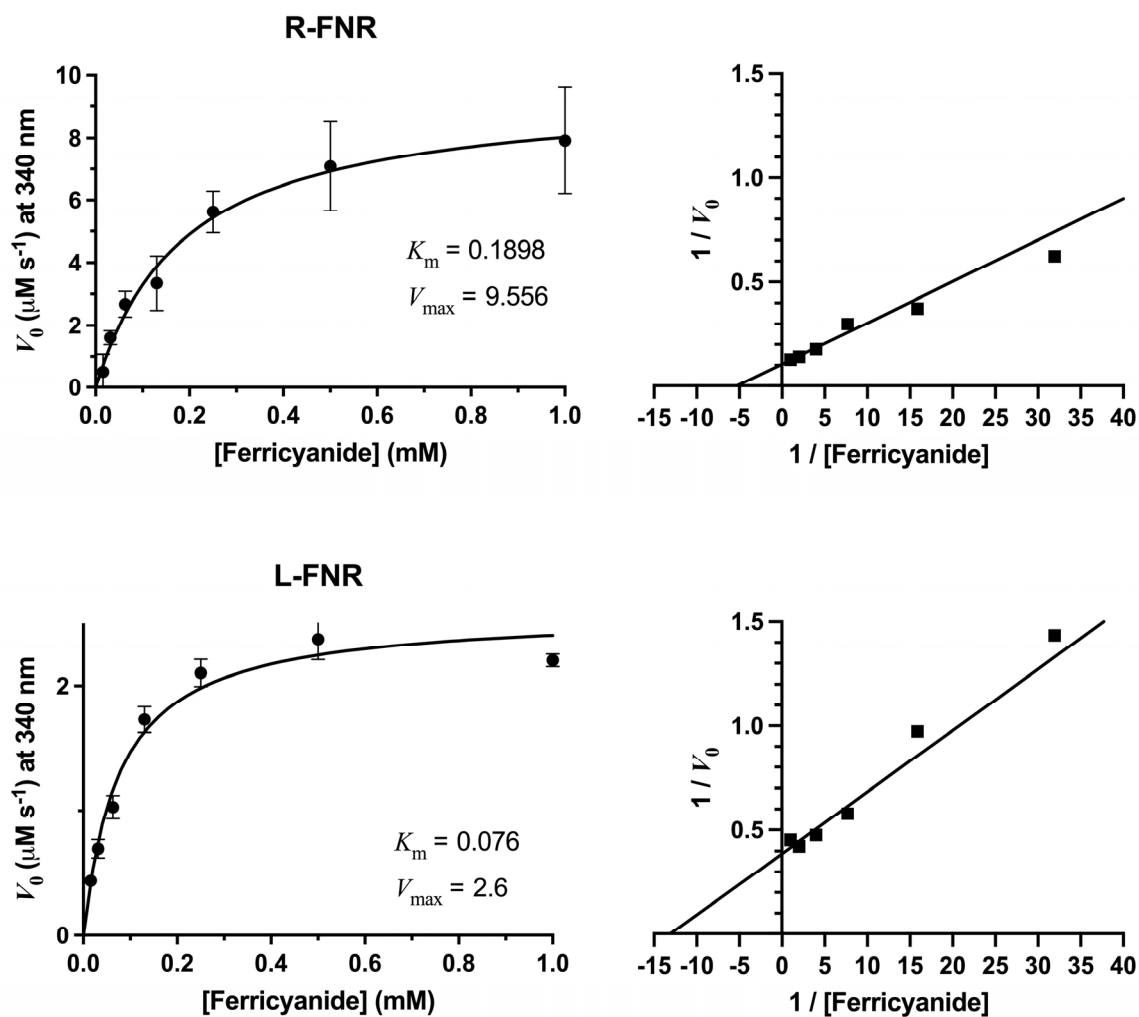 R-FNR
V₀ (μM s⁻¹) at 340 nm
10
8
6
4
2
0
0.0 0.2 0.4 0.6 0.8 1.0
[Ferricyanide] (mM)
Kₘ = 0.1898
Vmax = 9.556
1 / V₀
1.5
1.0
0.5
-15 -10 -5 0 5 10 15 20 25 30 35 40
1 / [Ferricyanide]
L-FNR
V₀ (μM s⁻¹) at 340 nm
2
0
0.0 0.2 0.4 0.6 0.8 1.0
[Ferricyanide] (mM)
Kₘ = 0.076
Vmax = 2.6
1 / V₀
1.5
1.0
0.5
-15 -10 -5 0 5 10 15 20 25 30 35 40
1 / [Ferricyanide]